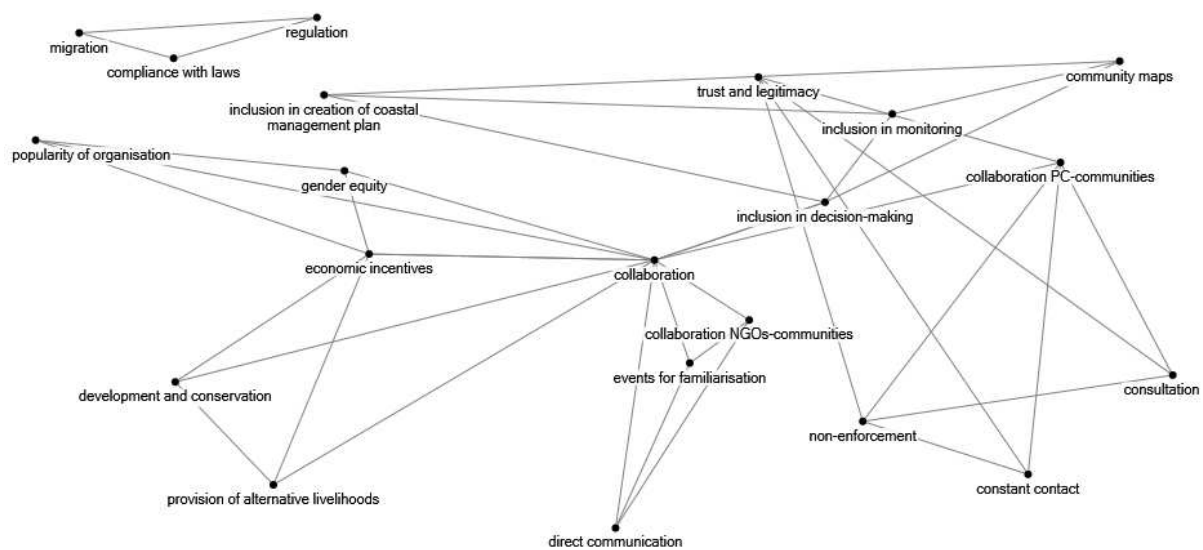 regulation
migration
compliance with laws
community maps
trust and legitimacy
inclusion in creation of coastal
management plan
inclusion in monitoring
popularity of organisation
collaboration PC-communities
gender equity
inclusion in decision-making
economic incentives
collaboration
collaboration NGOs-communities
events for familiarisation
development and conservation
consultation
non-enforcement
constant contact
provision of alternative livelihoods
direct communication